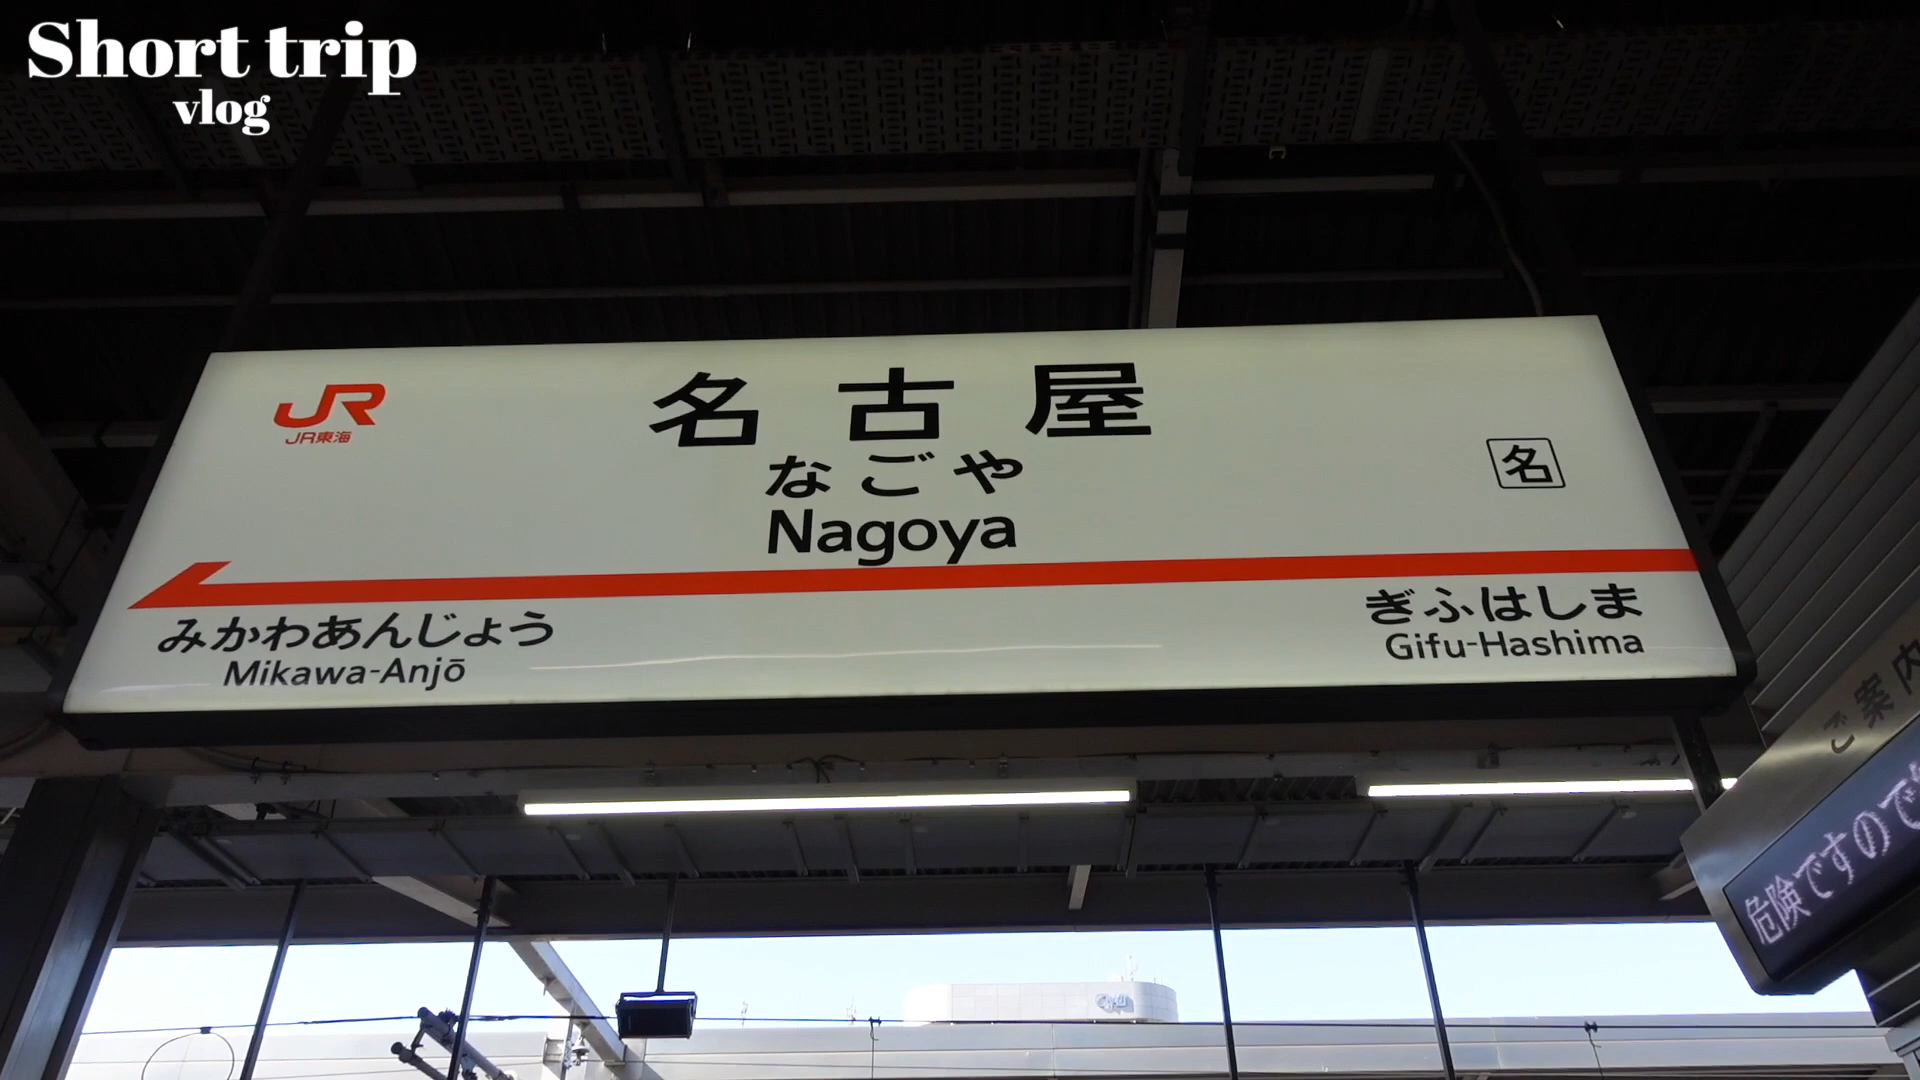 Short trip
vlog
JR
JR東海
名古屋
なごや
Nagoya
名
みかわあんじょう
Mikawa-Anjō
ぎふはしま
Gifu-Hashima
ご案内
危険ですので